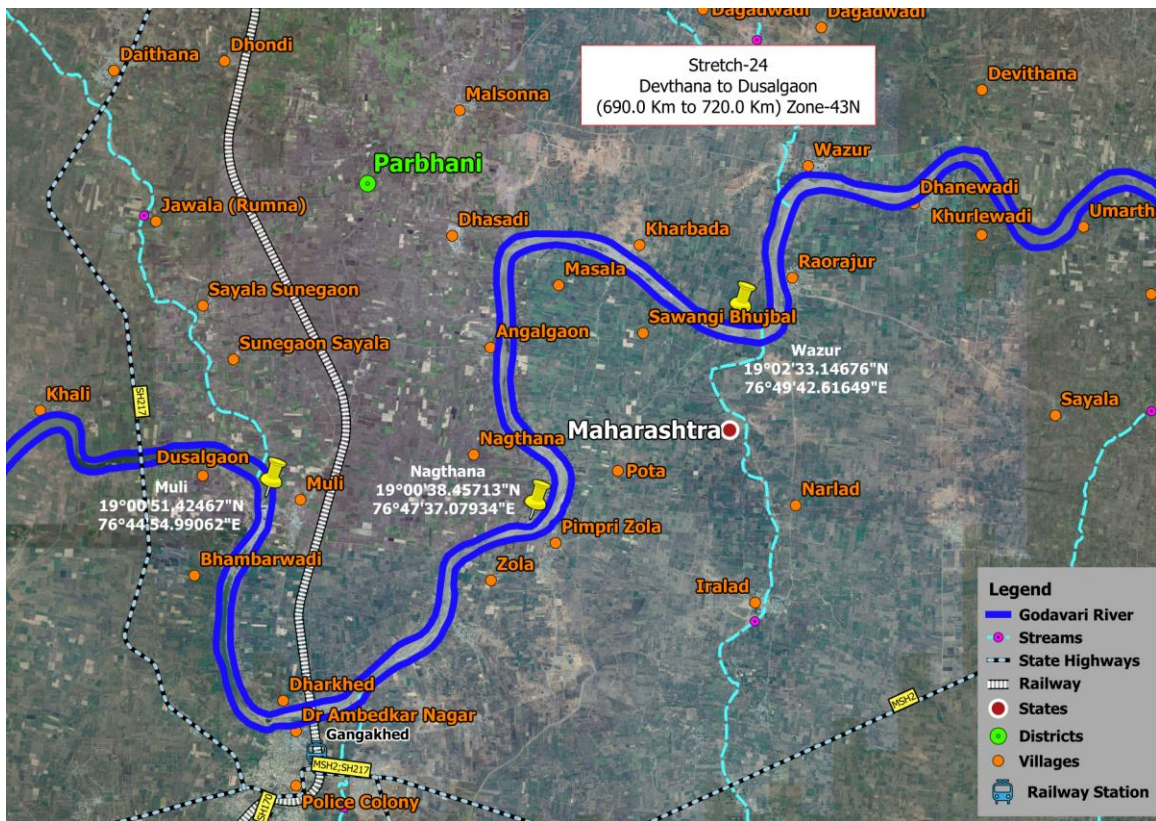 Dagadwadi
Dagadwadi
Stretch-24
Devthana to Dusalgaon
(690.0 Km to 720.0 Km) Zone-43N
Daithana
Dhondi
Malsonna
Devithana
Parbhani
Wazur
Dhanewadi
Jawala (Rumna)
Dhasadi
Kharbada
Khurlewadi
Umarth
Masala
Raorajur
Sayala Sunegaon
Sawangi Bhujbal
Angalgaon
Sunegaon Sayala
Wazur
19°02'33.14676"N
76°49'42.61649"E
SH217
Khali
Sayala
Maharashtra
Nagthana
Dusalgaon
Muli
19°00'51.42467"N
76°44'54.99062"E
Muli
Nagthana
19°00'38.45713"N
76°47'37.07934"E
Pota
Narlad
Pimpri Zola
Bhambarwadi
Zola
Iralad
Dharkhed
Dr Ambedkar Nagar
Gangakhed
MSH2;SH217
MSH2
Police Colony
SH170
Legend
Godavari River
Streams
State Highways
Railway
States
Districts
Villages
Railway Station